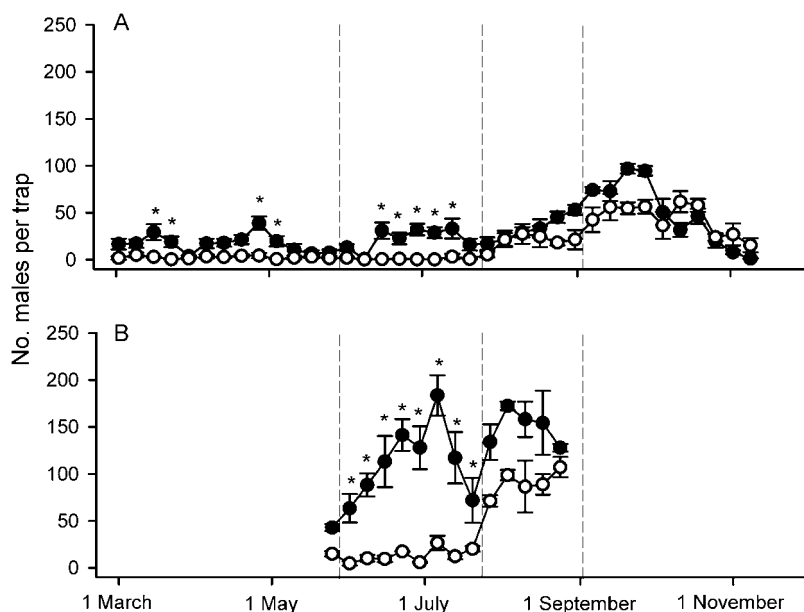 A
250
200
150
100
50
0
* * * * * * * * *
No. males per trap
B
250
200
150
100
50
0
* * * * * * * *
1 March 1 May 1 July 1 September 1 November